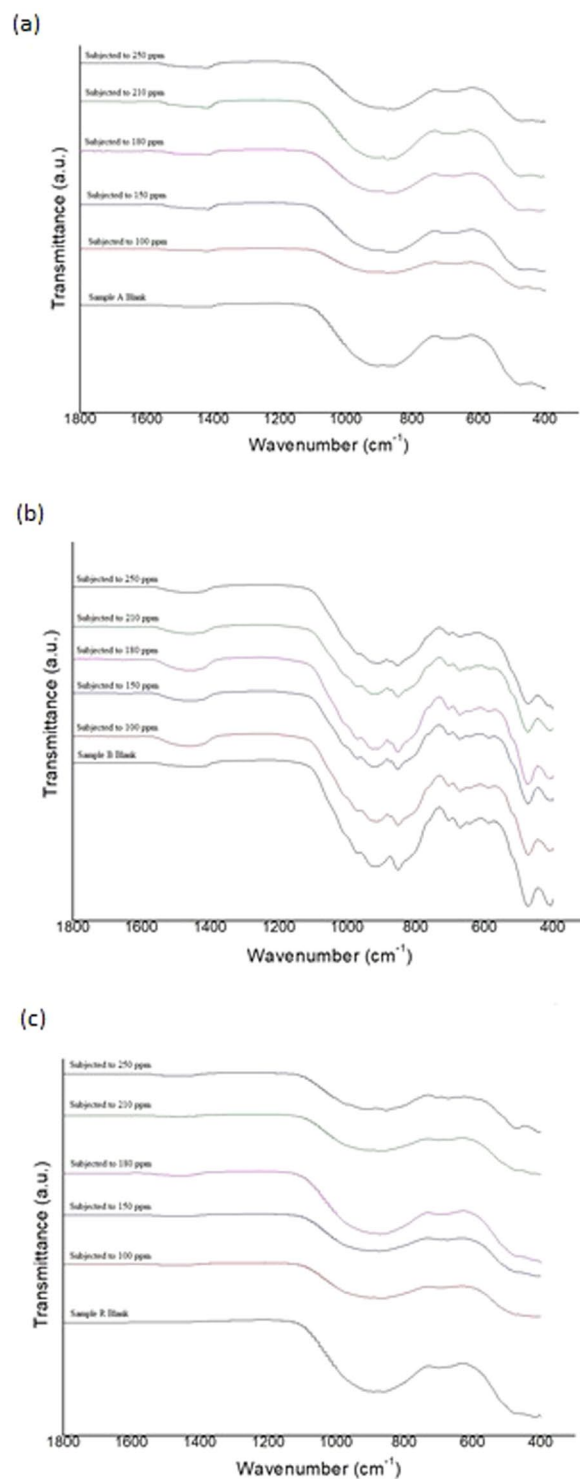 (a)
Subjected to 250 ppm
Subjected to 210 ppm
Subjected to 180 ppm
Subjected to 150 ppm
Subjected to 100 ppm
Sample A Blank
Transmittance (a.u.)
1800 1600 1400 1200 1000 800 600 400
Wavenumber (cm⁻¹)
(b)
Subjected to 250 ppm
Subjected to 210 ppm
Subjected to 180 ppm
Subjected to 150 ppm
Subjected to 100 ppm
Sample B Blank
Transmittance (a.u.)
1800 1600 1400 1200 1000 800 600 400
Wavenumber (cm⁻¹)
(c)
Subjected to 250 ppm
Subjected to 210 ppm
Subjected to 180 ppm
Subjected to 150 ppm
Subjected to 100 ppm
Sample R Blank
Transmittance (a.u.)
1800 1600 1400 1200 1000 800 600 400
Wavenumber (cm⁻¹)